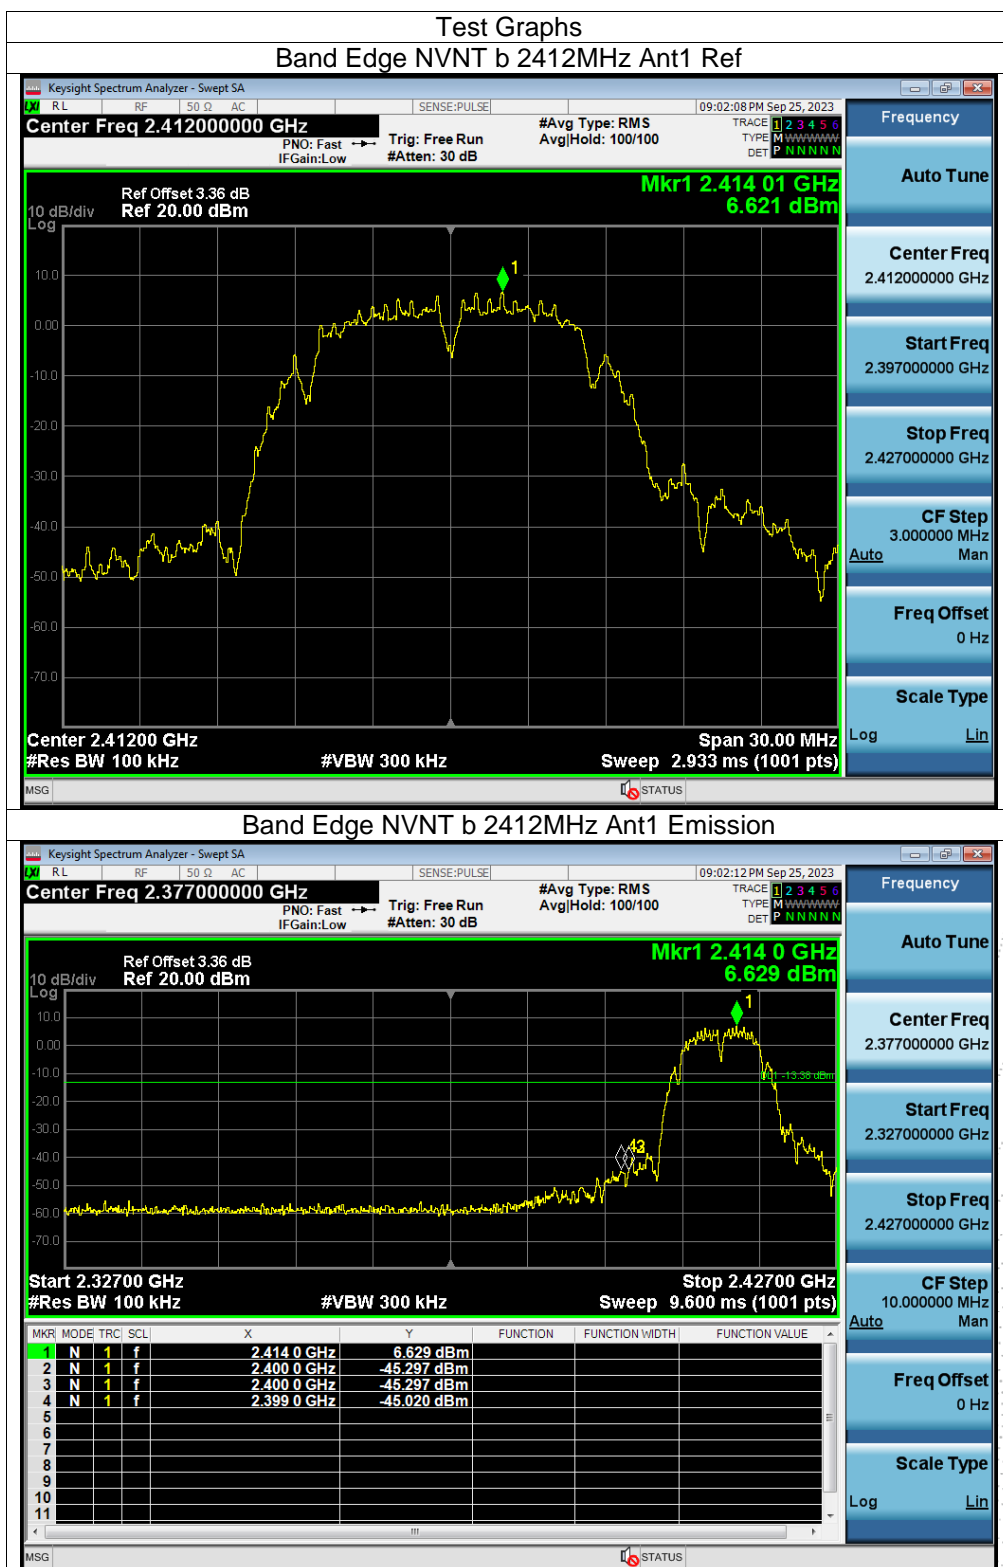 Test Graphs
Band Edge NVNT b 2412MHz Ant1 Ref
Keysight Spectrum Analyzer - Swept SA
LXI RL RF 50 Ω AC SENSE:PULSE 09:02:08 PM Sep 25, 2023
Center Freq 2.412000000 GHz
PNO: Fast
IFGain:Low
Trig: Free Run
#Atten: 30 dB
#Avg Type: RMS
Avg|Hold: 100/100
TRACE 1 2 3 4 5 6
TYPE M WWWWW
DET P N N N N N
Frequency
Auto Tune
Center Freq
2.412000000 GHz
Start Freq
2.397000000 GHz
Stop Freq
2.427000000 GHz
CF Step
3.000000 MHz
Auto Man
Freq Offset
0 Hz
Scale Type
Log Lin
Mkr1 2.414 01 GHz
6.621 dBm
Ref Offset 3.36 dB
10 dB/div Ref 20.00 dBm
Log
1
10.0
0.00
-10.0
-20.0
-30.0
-40.0
-50.0
-60.0
-70.0
Center 2.41200 GHz Span 30.00 MHz
#Res BW 100 kHz #VBW 300 kHz Sweep 2.933 ms (1001 pts)
MSG STATUS
Band Edge NVNT b 2412MHz Ant1 Emission
Keysight Spectrum Analyzer - Swept SA
LXI RL RF 50 Ω AC SENSE:PULSE 09:02:12 PM Sep 25, 2023
Center Freq 2.377000000 GHz
PNO: Fast
IFGain:Low
Trig: Free Run
#Atten: 30 dB
#Avg Type: RMS
Avg|Hold: 100/100
TRACE 1 2 3 4 5 6
TYPE M WWWWW
DET P N N N N N
Frequency
Auto Tune
Center Freq
2.377000000 GHz
Start Freq
2.327000000 GHz
Stop Freq
2.427000000 GHz
CF Step
10.000000 MHz
Auto Man
Freq Offset
0 Hz
Scale Type
Log Lin
Mkr1 2.414 0 GHz
6.629 dBm
Ref Offset 3.36 dB
10 dB/div Ref 20.00 dBm
Log
1
10.0
0.00
-10.0
-13.38 dBm
-20.0
-30.0
-40.0
-50.0
-60.0
-70.0
Start 2.32700 GHz Stop 2.42700 GHz
#Res BW 100 kHz #VBW 300 kHz Sweep 9.600 ms (1001 pts)
MKR MODE TRC SCL X Y FUNCTION FUNCTION WIDTH FUNCTION VALUE
1 N 1 f 2.414 0 GHz 6.629 dBm
2 N 1 f 2.400 0 GHz -45.297 dBm
3 N 1 f 2.400 0 GHz -45.297 dBm
4 N 1 f 2.399 0 GHz -45.020 dBm
5
6
7
8
9
10
11
MSG STATUS